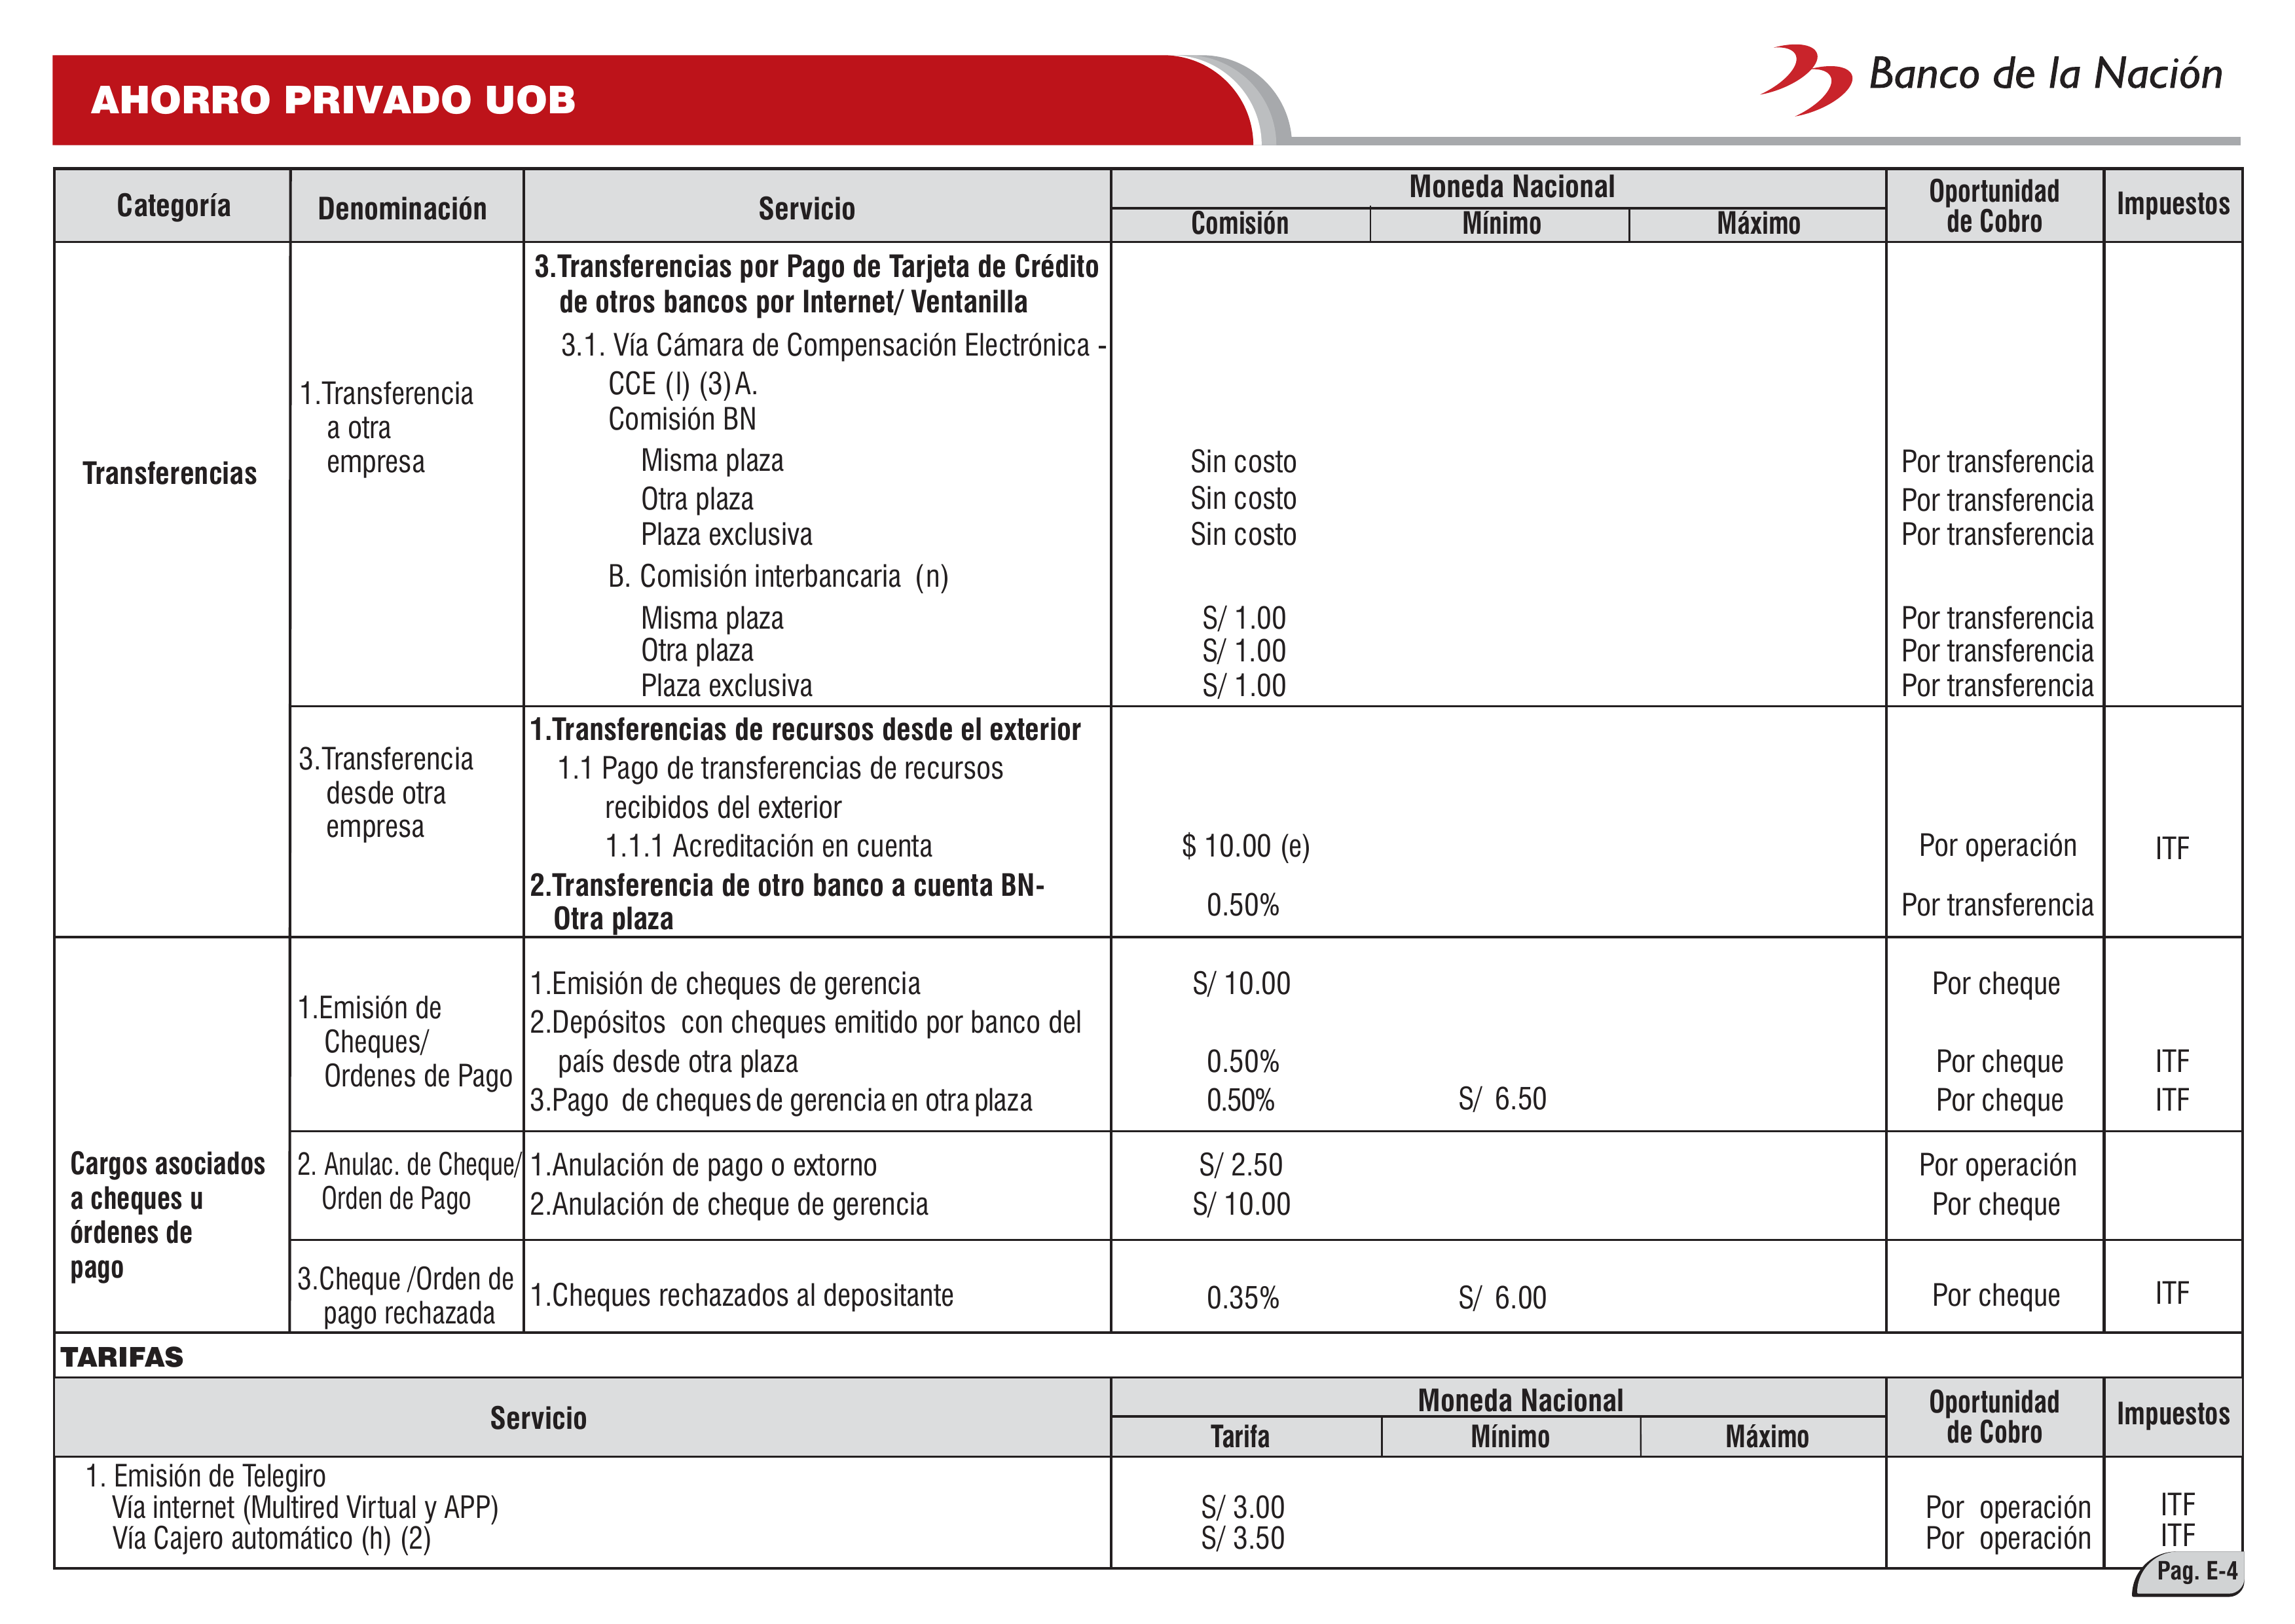 AHORRO PRIVADO UOB
Banco de la Nación
Categoría
Denominación
Servicio
Moneda Nacional
Comisión
Mínimo
Máximo
Oportunidad
de Cobro
Impuestos
Transferencias
1.Transferencia
a otra
empresa
3.Transferencias por Pago de Tarjeta de Crédito
de otros bancos por Internet/ Ventanilla
3.1. Vía Cámara de Compensación Electrónica -
CCE (l) (3) A.
Comisión BN
Misma plaza Sin costo Por transferencia
Otra plaza Sin costo Por transferencia
Plaza exclusiva Sin costo Por transferencia
B. Comisión interbancaria (n)
Misma plaza S/ 1.00 Por transferencia
Otra plaza S/ 1.00 Por transferencia
Plaza exclusiva S/ 1.00 Por transferencia
3.Transferencia
desde otra
empresa
1.Transferencias de recursos desde el exterior
1.1 Pago de transferencias de recursos
recibidos del exterior
1.1.1 Acreditación en cuenta $ 10.00 (e) Por operación ITF
2.Transferencia de otro banco a cuenta BN-
Otra plaza
0.50% Por transferencia
Cargos asociados
a cheques u
órdenes de
pago
1.Emisión de
Cheques/
Ordenes de Pago
1.Emisión de cheques de gerencia S/ 10.00 Por cheque
2.Depósitos con cheques emitido por banco del
país desde otra plaza 0.50% Por cheque ITF
3.Pago de cheques de gerencia en otra plaza 0.50% S/ 6.50 Por cheque ITF
2. Anulac. de Cheque/
Orden de Pago
1.Anulación de pago o extorno S/ 2.50 Por operación
2.Anulación de cheque de gerencia S/ 10.00 Por cheque
3.Cheque /Orden de
pago rechazada
1.Cheques rechazados al depositante 0.35% S/ 6.00 Por cheque ITF
TARIFAS
Servicio
Moneda Nacional
Tarifa
Mínimo
Máximo
Oportunidad
de Cobro
Impuestos
1. Emisión de Telegiro
Vía internet (Multired Virtual y APP) S/ 3.00 Por operación ITF
Vía Cajero automático (h) (2) S/ 3.50 Por operación ITF
Pag. E-4